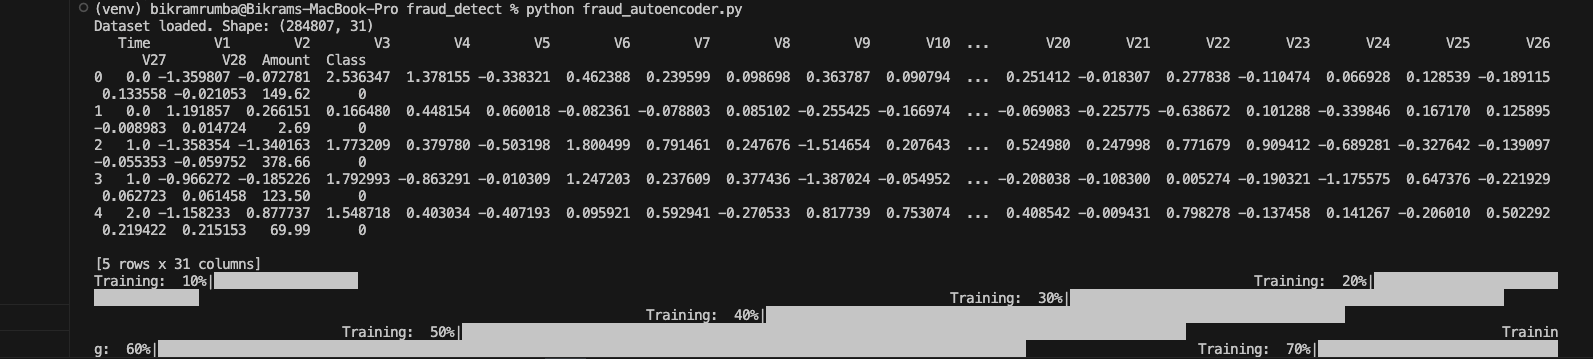 (venv) bikramrumba@Bikrams-MacBook-Pro fraud_detect % python fraud_autoencoder.py
Dataset loaded. Shape: (284807, 31)
Time V1 V2 V3 V4 V5 V6 V7 V8 V9 V10 ... V20 V21 V22 V23 V24 V25 V26
V27 V28 Amount Class
0 0.0 -1.359807 -0.072781 2.536347 1.378155 -0.338321 0.462388 0.239599 0.098698 0.363787 0.090794 ... 0.251412 -0.018307 0.277838 -0.110474 0.066928 0.128539 -0.189115
0.133558 -0.021053 149.62 0
1 0.0 1.191857 0.266151 0.166480 0.448154 0.060018 -0.082361 -0.078803 0.085102 -0.255425 -0.166974 ... -0.069083 -0.225775 -0.638672 0.101288 -0.339846 0.167170 0.125895
-0.008983 0.014724 2.69 0
2 1.0 -1.358354 -1.340163 1.773209 0.379780 -0.503198 1.800499 0.791461 0.247676 -1.514654 0.207643 ... 0.524980 0.247998 0.771679 0.909412 -0.689281 -0.327642 -0.139097
-0.055353 -0.059752 378.66 0
3 1.0 -0.966272 -0.185226 1.792993 -0.863291 -0.010309 1.247203 0.237609 0.377436 -1.387024 -0.054952 ... -0.208038 -0.108300 0.005274 -0.190321 -1.175575 0.647376 -0.221929
0.062723 0.061458 123.50 0
4 2.0 -1.158233 0.877737 1.548718 0.403034 -0.407193 0.095921 0.592941 -0.270533 0.817739 0.753074 ... 0.408542 -0.009431 0.798278 -0.137458 0.141267 -0.206010 0.502292
0.219422 0.215153 69.99 0
[5 rows x 31 columns]
Training: 10%| Training: 20%|
Training: 30%|
Training: 40%|
Training: 50%| Trainin
g: 60%| Training: 70%|